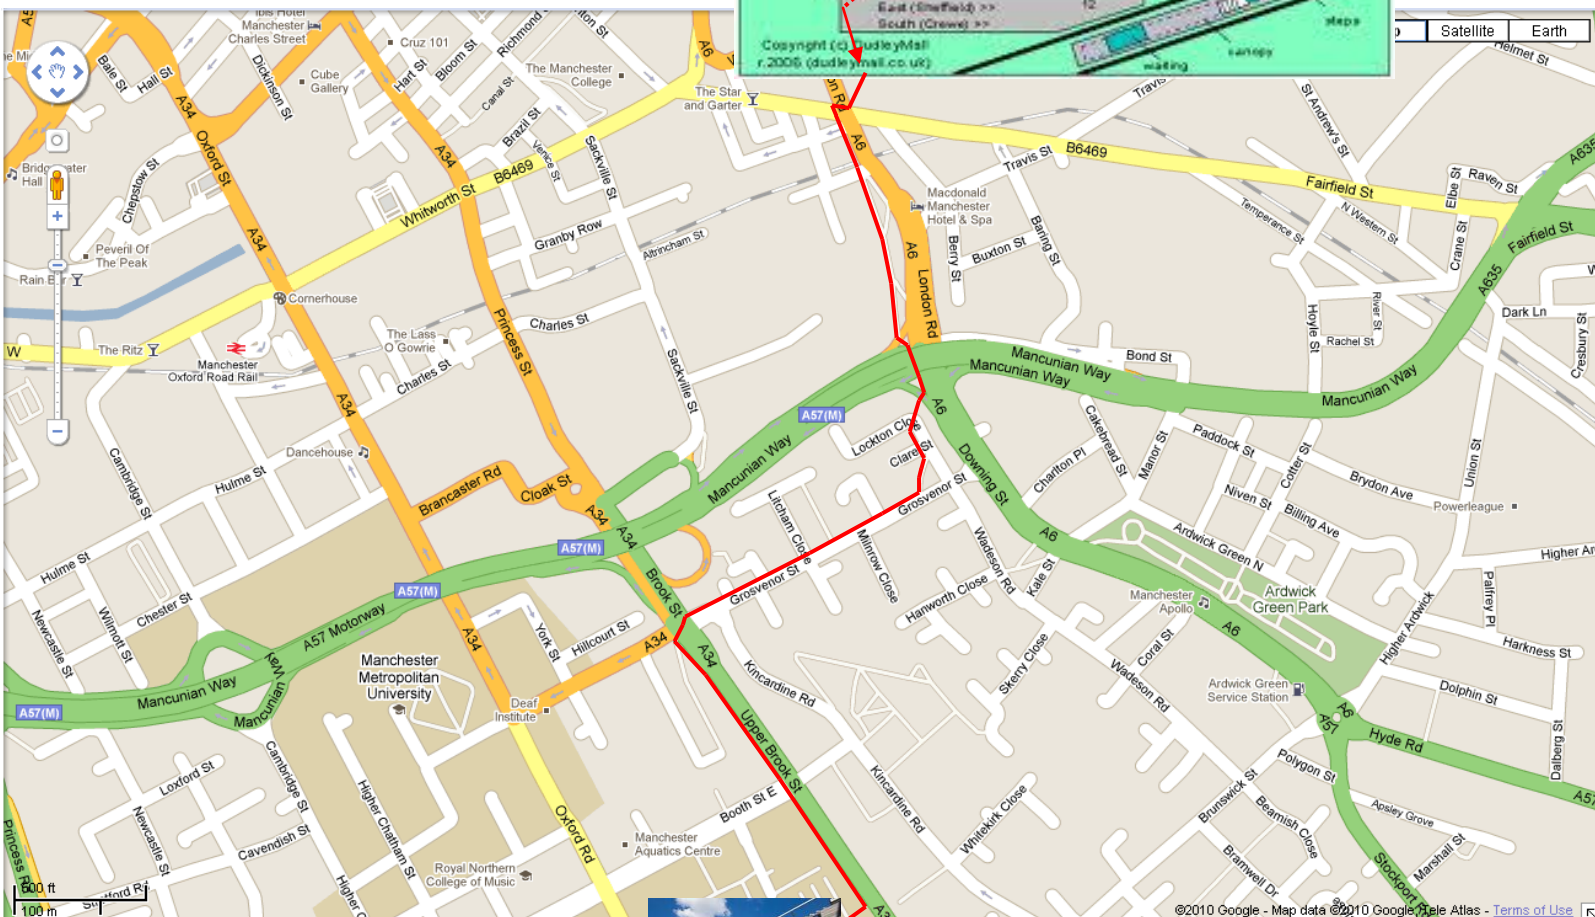 East (Sheffield) >>
12
South (Crewe) >>
Copyright (c) DudleyMall
r.2006 (dudleymall.co.uk)
steps
canopy
waiting
Satellite
Earth
Ibis Hotel
Manchester
Charles Street
Cruz 101
Richmond
Bloom St
Hart St
Canal St
Bale St
Hall St
Dickinson St
Cube
Gallery
The Manchester
College
A6
The Star
and Garter
A34
Oxford St
A34
Brazil St
Venice St
Sackville St
B6469
Whitworth St
Chepstow St
Hall
Peveril Of
The Peak
Rain Bar
A34
Cornerhouse
Granby Row
Altrincham St
A6
Travis St
B6469
Helmet St
St Andrew's St
A635
Fairfield St
Temperance St
N Western St
Elbe St
Raven St
Crane St
Fairfield St
A635
Macdonald
Manchester
Hotel & Spa
Berry St
Buxton St
Baring St
A6
London Rd
Hoyle St
River St
Rachel St
Dark Ln
Cresbury St
W
The Ritz
Manchester
Oxford Road Rail
The Lass
O Gowrie
Charles St
Charles St
Princess St
Sackville St
Mancunian Way
Mancunian Way
Bond St
Mancunian Way
A34
Dancehouse
Cambridge St
Hulme St
Brancaster Rd
Cloak St
A34
A57(M)
Mancunian Way
Lockton Close
Clare St
A6
Downing St
Grosvenor St
Charlton Pl
Cakebread St
Manor St
Paddock St
Cotter St
Niven St
Brydon Ave
Billing Ave
Union St
Powerleague
Litcham Close
Milnrow Close
Wadeson Rd
A6
Ardwick Green N
Ardwick
Green Park
Higher Ar
Palfrey Pl
Hulme St
A57(M)
A34
Brook St
Grosvenor St
Hanworth Close
Kale St
Manchester
Apollo
A6
Higher Ardwick
Harkness St
Newcastle St
Wilmott St
Chester St
A57(M)
A57 Motorway
A34
York St
Hillcourt St
A34
A34
Kincardine Rd
Skerry Close
Coral St
Wadeson Rd
Ardwick Green
Service Station
Dolphin St
Dalberg St
Manchester
Metropolitan
University
Mancunian Way
Mancunian Way
A57(M)
Deaf
Institute
Upper Brook St
A57
A6
Hyde Rd
Polygon St
A57
Loxford St
Cambridge St
Higher Chatham St
Newcastle St
Cavendish St
Oxford Rd
Booth St E
Kincardine Rd
Whitekirk Close
Brunswick St
Beamish Close
Apsley Grove
Marshall St
Bramwell Dr
Stockport R
Princess R
Manchester
Aquatics Centre
Royal Northern
College of Music
500 ft
100 m
©2010 Google - Map data ©2010 Google, Tele Atlas - Terms of Use